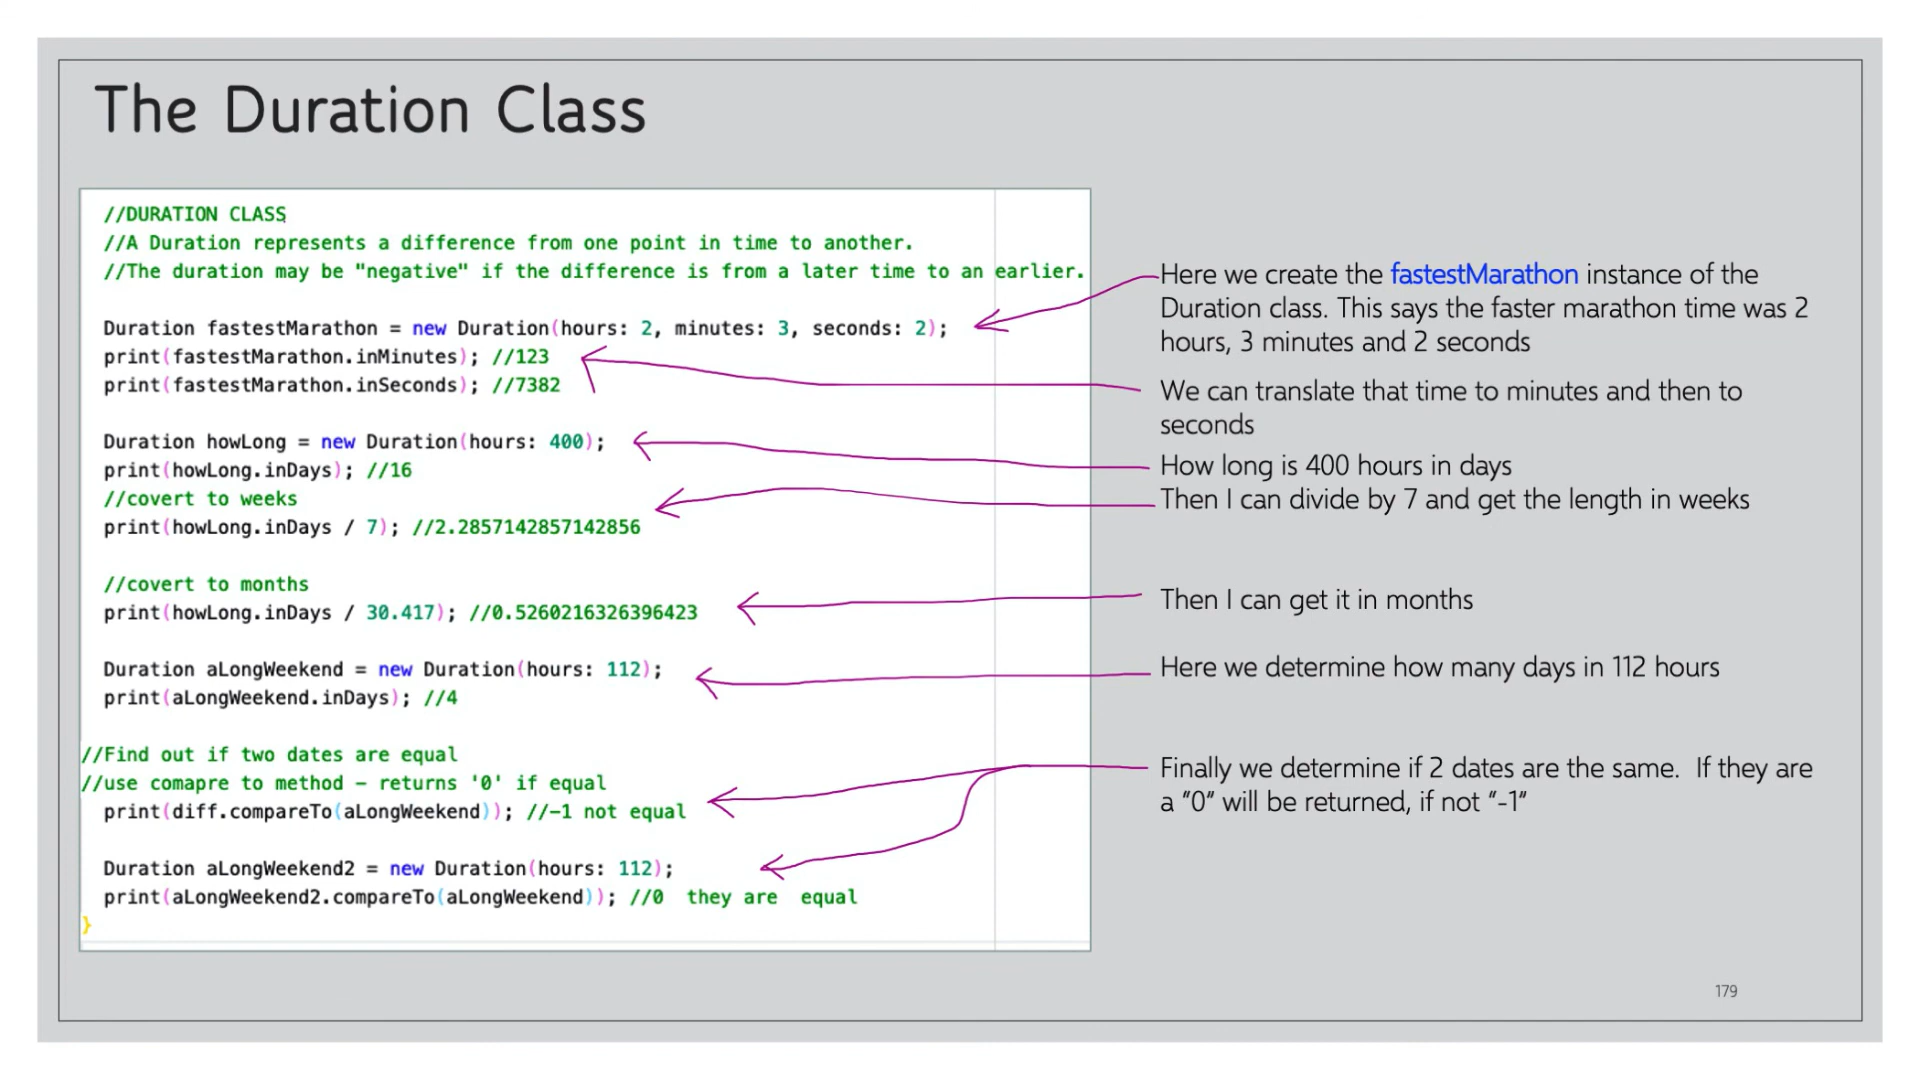 The Duration Class
//DURATION CLASS
//A Duration represents a difference from one point in time to another.
//The duration may be "negative" if the difference is from a later time to an earlier.
Duration fastestMarathon = new Duration(hours: 2, minutes: 3, seconds: 2);
print(fastestMarathon.inMinutes); //123
print(fastestMarathon.inSeconds); //7382
Duration howLong = new Duration(hours: 400);
print(howLong.inDays); //16
//covert to weeks
print(howLong.inDays / 7); //2.2857142857142856
//covert to months
print(howLong.inDays / 30.417); //0.5260216326396423
Duration aLongWeekend = new Duration(hours: 112);
print(aLongWeekend.inDays); //4
//Find out if two dates are equal
//use comapre to method – returns '0' if equal
print(diff.compareTo(aLongWeekend)); //-1 not equal
Duration aLongWeekend2 = new Duration(hours: 112);
print(aLongWeekend2.compareTo(aLongWeekend)); //0 they are equal
}
Here we create the fastestMarathon instance of the
Duration class. This says the faster marathon time was 2
hours, 3 minutes and 2 seconds
We can translate that time to minutes and then to
seconds
How long is 400 hours in days
Then I can divide by 7 and get the length in weeks
Then I can get it in months
Here we determine how many days in 112 hours
Finally we determine if 2 dates are the same. If they are
a "0" will be returned, if not "-1"
179